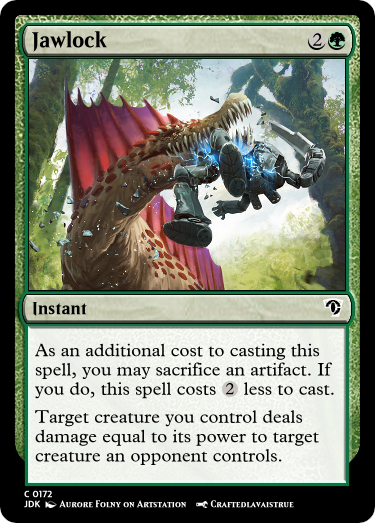 Jawlock 2
Instant
As an additional cost to casting this
spell, you may sacrifice an artifact. If
you do, this spell costs 2 less to cast.
Target creature you control deals
damage equal to its power to target
creature an opponent controls.
C 0172
JDK Aurore Folny on Artstation Craftedlavaistrue